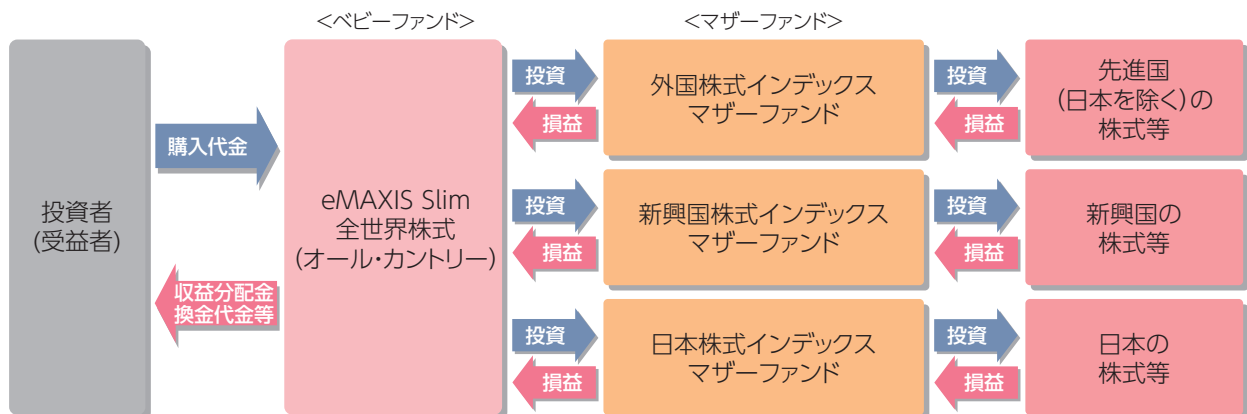 <ベビーファンド>
<マザーファンド>
投資者
(受益者)
購入代金
収益分配金
換金代金等
eMAXIS Slim
全世界株式
(オール・カントリー)
投資
損益
外国株式インデックス
マザーファンド
投資
損益
先進国
(日本を除く)の
株式等
投資
損益
新興国株式インデックス
マザーファンド
投資
損益
新興国の
株式等
投資
損益
日本株式インデックス
マザーファンド
投資
損益
日本の
株式等